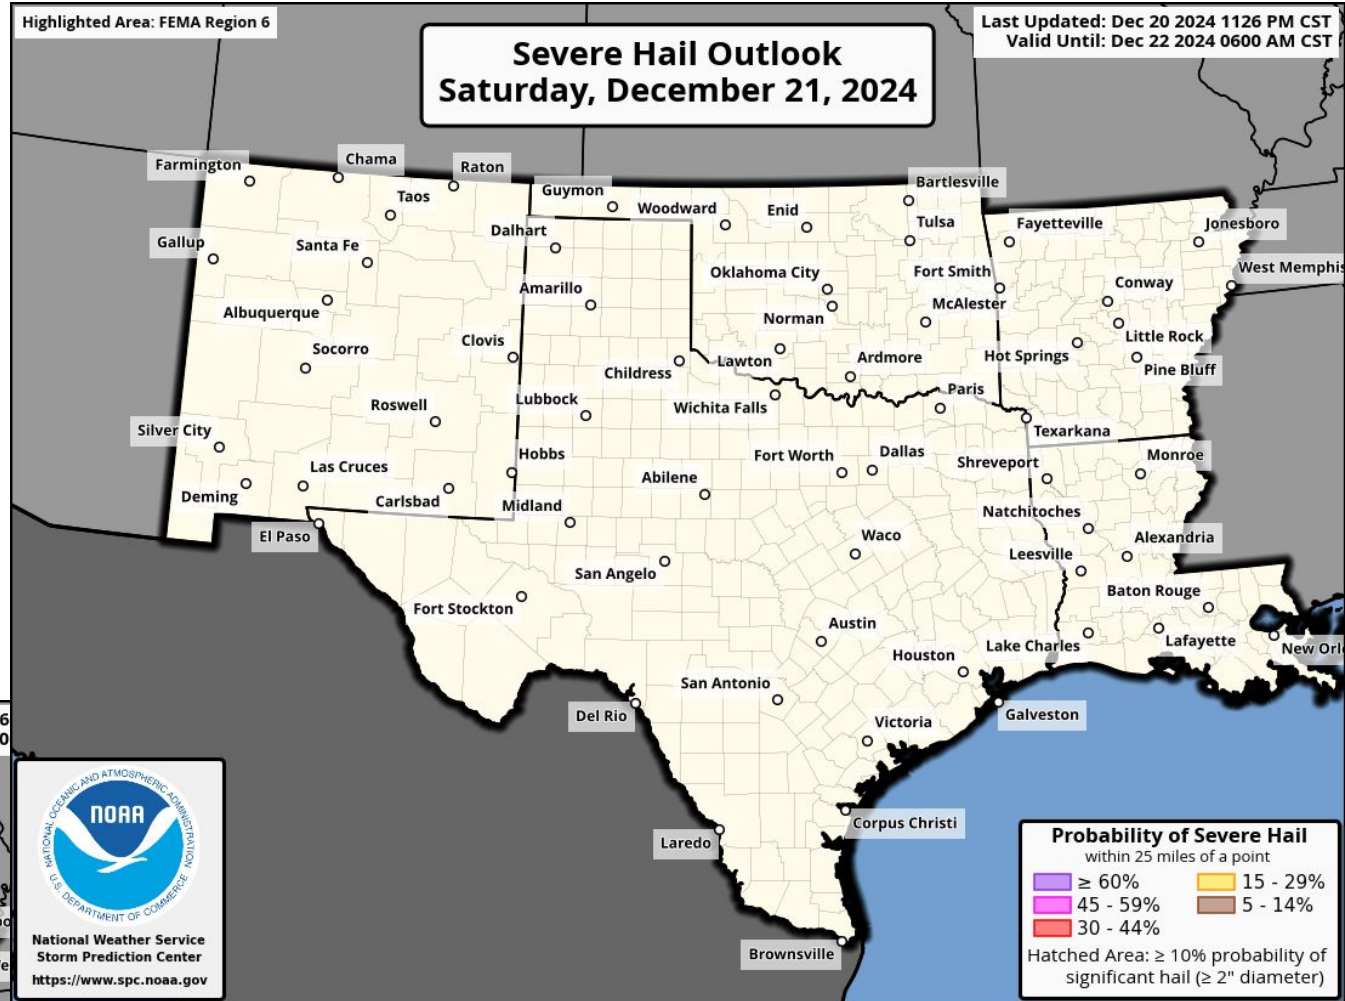 Highlighted Area: FEMA Region 6
Last Updated: Dec 20 2024 1126 PM CST
Valid Until: Dec 22 2024 0600 AM CST
Severe Hail Outlook
Saturday, December 21, 2024
Farmington
Chama
Raton
Taos
Guymon
Woodward
Enid
Bartlesville
Gallup
Santa Fe
Dalhart
Tulsa
Fayetteville
Jonesboro
Albuquerque
Amarillo
Oklahoma City
Fort Smith
Conway
West Memphis
Norman
McAlester
Socorro
Clovis
Childress
Lawton
Ardmore
Hot Springs
Little Rock
Pine Bluff
Roswell
Lubbock
Wichita Falls
Paris
Texarkana
Silver City
Las Cruces
Hobbs
Abilene
Fort Worth
Dallas
Shreveport
Monroe
Deming
Carlsbad
Midland
Natchitoches
El Paso
San Angelo
Waco
Leesville
Alexandria
Fort Stockton
Baton Rouge
Austin
Houston
Lake Charles
Lafayette
New Orl
San Antonio
Del Rio
Victoria
Galveston
Laredo
Corpus Christi
Brownsville
6
0
NATIONAL OCEANIC AND ATMOSPHERIC ADMINISTRATION
NOAA
U.S. DEPARTMENT OF COMMERCE
National Weather Service
Storm Prediction Center
https://www.spc.noaa.gov
Probability of Severe Hail
within 25 miles of a point
≥ 60%
15 - 29%
45 - 59%
5 - 14%
30 - 44%
Hatched Area: ≥ 10% probability of
significant hail (≥ 2" diameter)